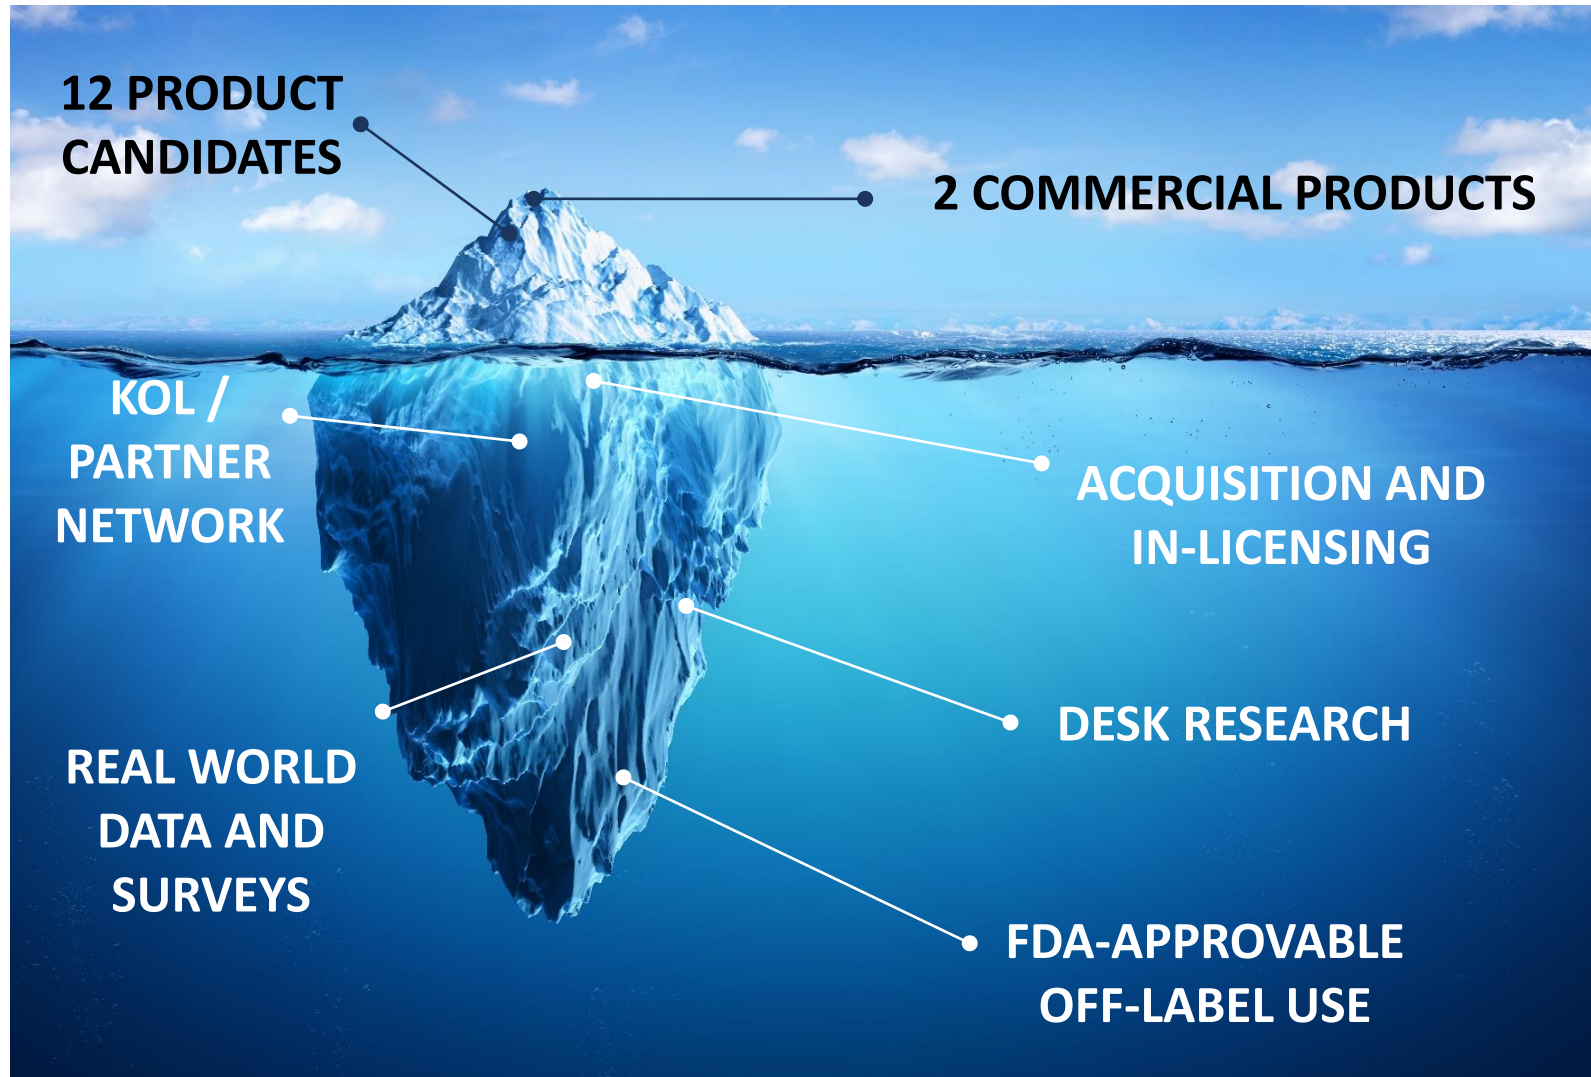 12 PRODUCT
CANDIDATES
2 COMMERCIAL PRODUCTS
KOL /
PARTNER
NETWORK
ACQUISITION AND
IN-LICENSING
DESK RESEARCH
REAL WORLD
DATA AND
SURVEYS
FDA-APPROVABLE
OFF-LABEL USE